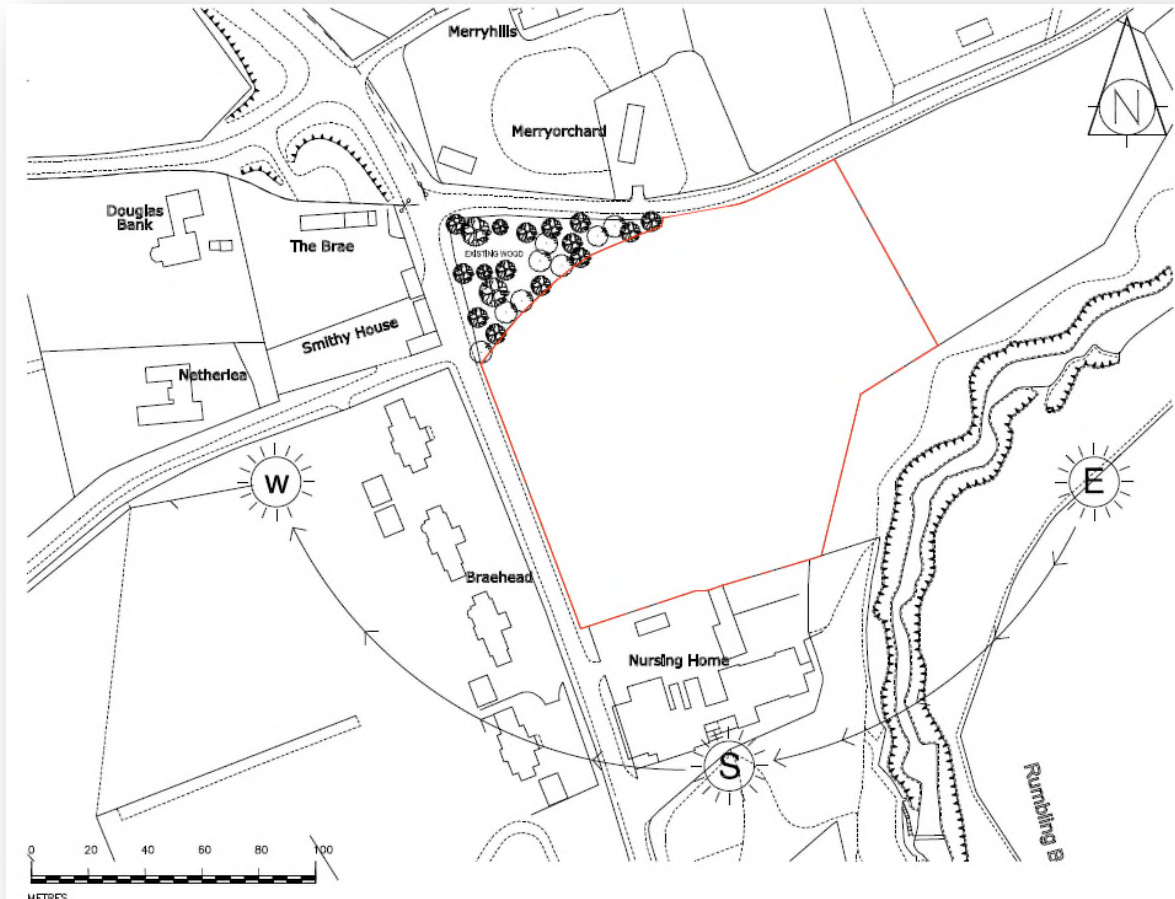 Merryhills
N
Merryorchard
Douglas
Bank
The Brae
EXISTING WOOD
Smithy House
Netherlea
W
E
Braehead
Nursing Home
S
Rumbling B
0 20 40 60 80 100
METRES